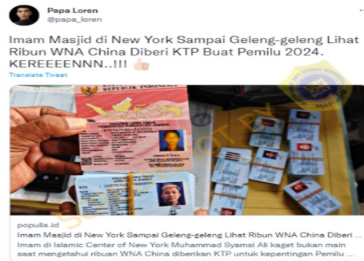 Papa Loren
@papa_loren
Imam Masjid di New York Sampai Geleng-geleng Lihat
Ribun WNA China Diberi KTP Buat Pemilu 2024.
KEREEEENNN..!!!
Translate Tweet
REPUBLIK INDONESIA
populis.id
Imam Masjid di New York Sampai Geleng-geleng Lihat Ribun WNA China Diberi ...
Imam di Islamic Center of New York Muhammad Syamsi Ali kaget bukan main
saat mengetahui ribuan WNA China diberikan KTP untuk kepentingan Pemilu ...